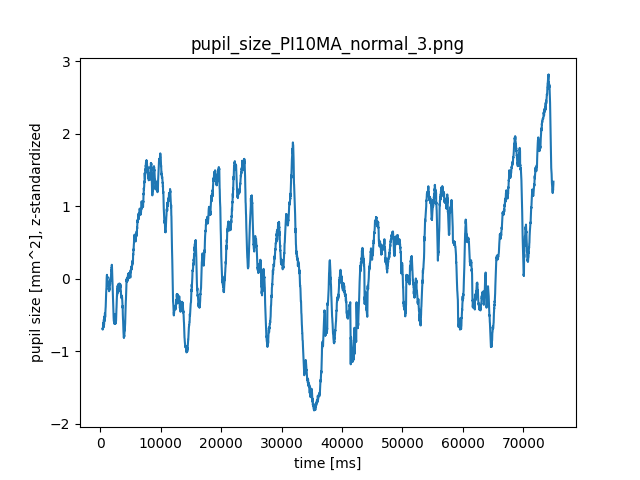 pupil_size_PI10MA_normal_3.png
pupil size [mm^2], z-standardized
3
2
1
0
−1
−2
0 10000 20000 30000 40000 50000 60000 70000
time [ms]